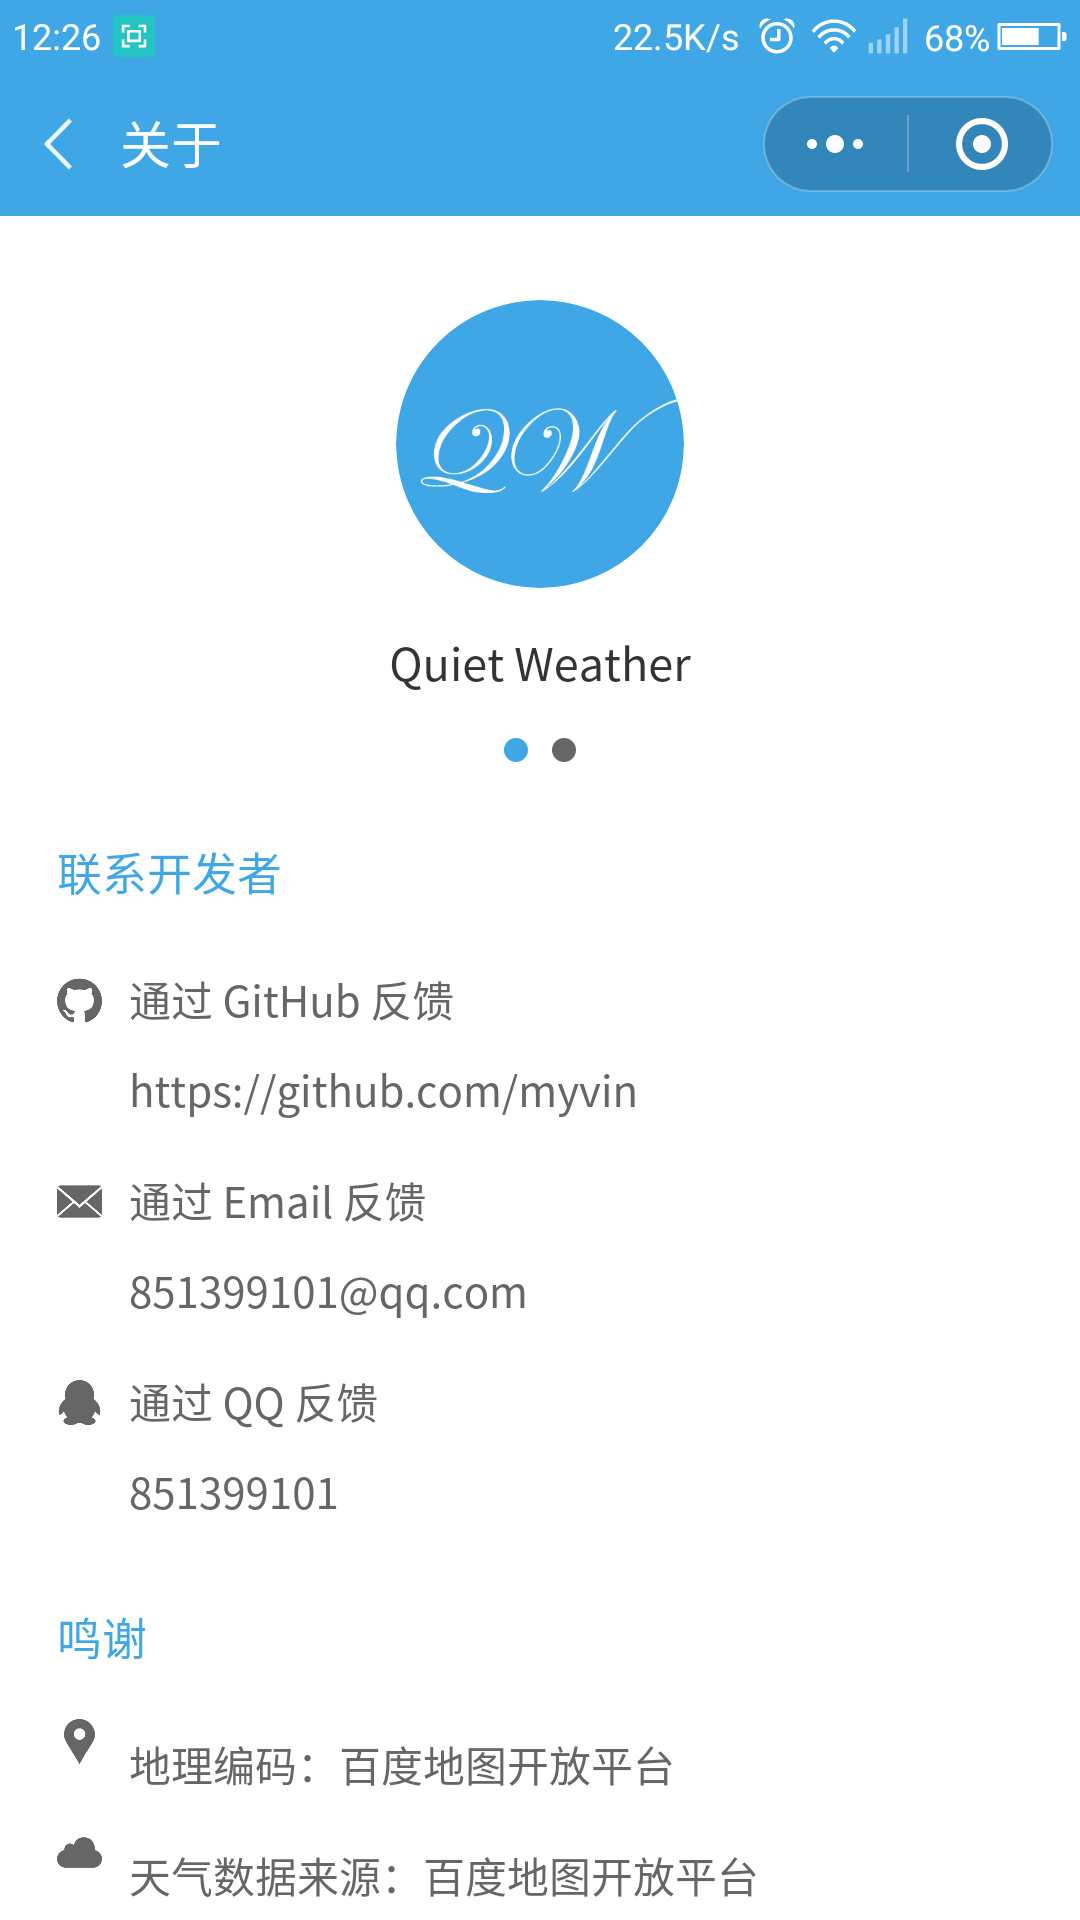 12:26 22.5K/s 68%
关于
QW
Quiet Weather
联系开发者
通过 GitHub 反馈
https://github.com/myvin
通过 Email 反馈
851399101@qq.com
通过 QQ 反馈
851399101
鸣谢
地理编码：百度地图开放平台
天气数据来源：百度地图开放平台